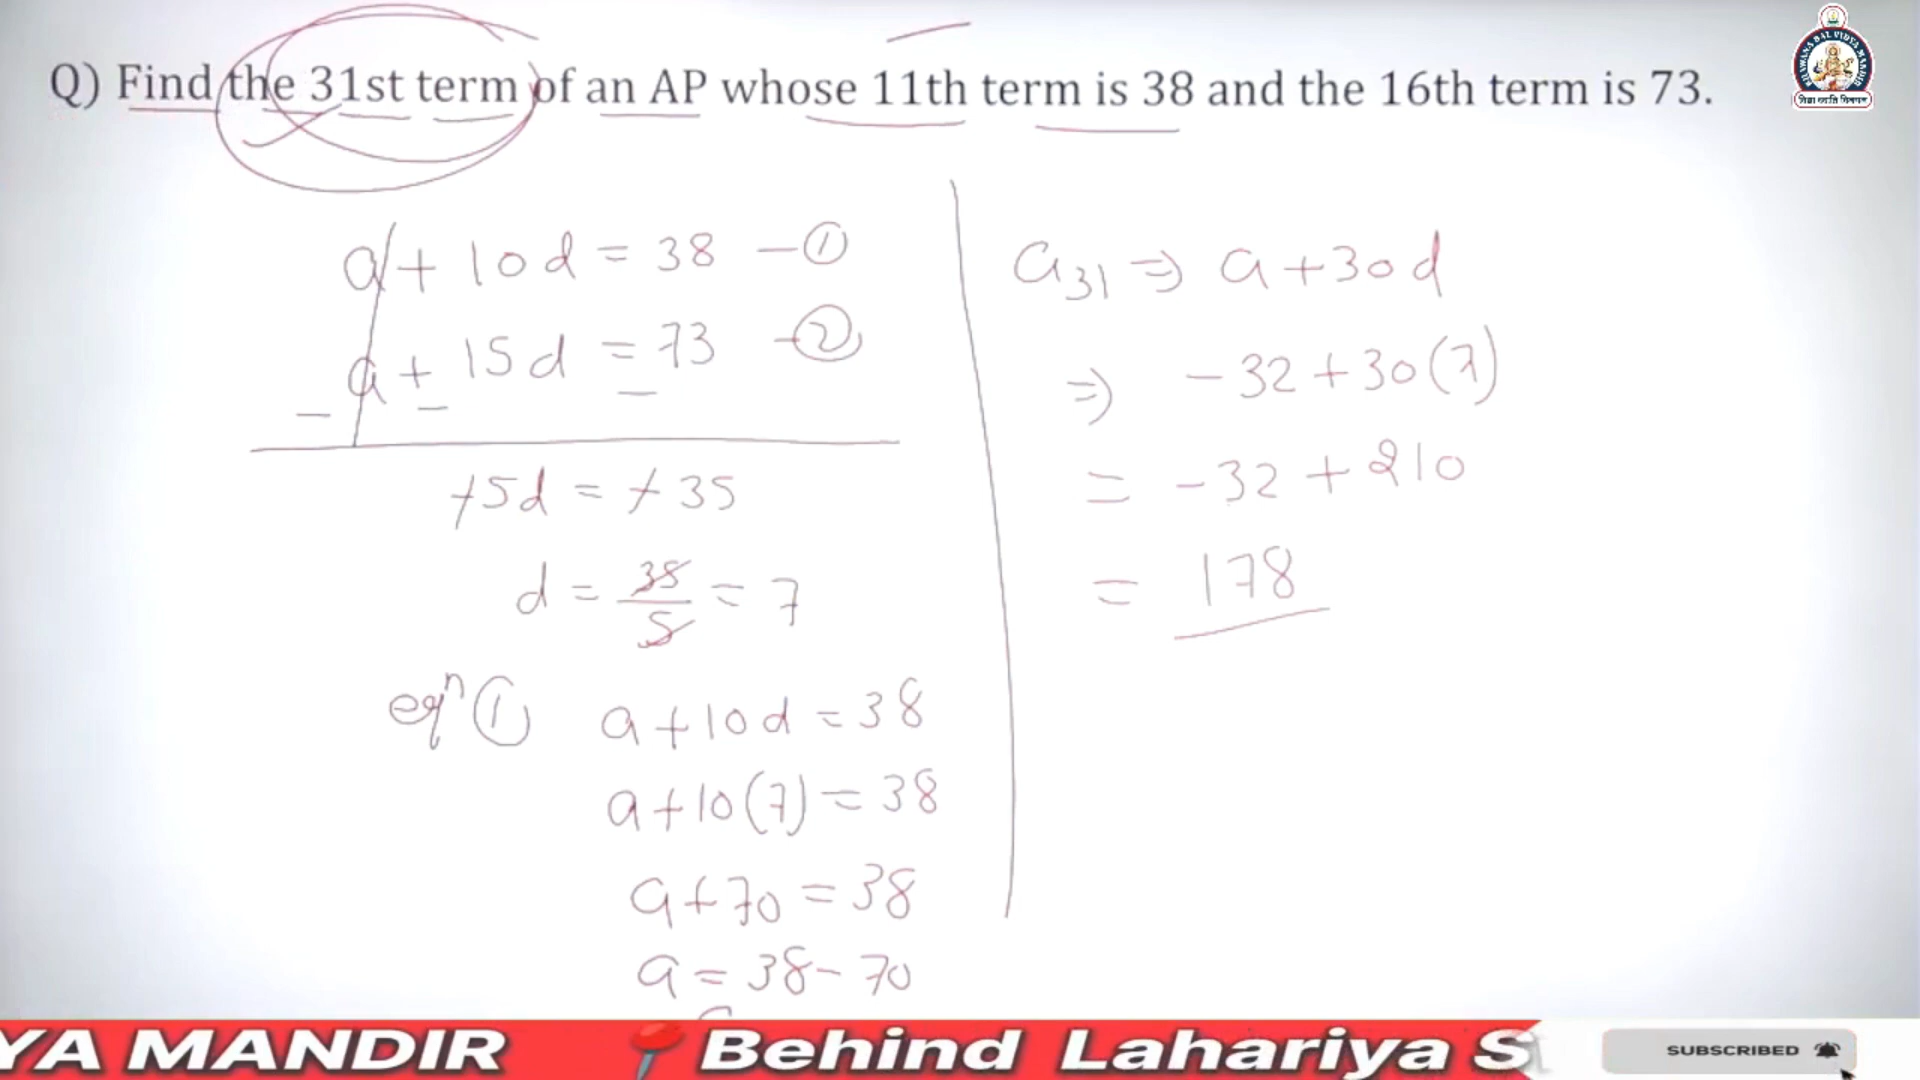 Q) Find the 31st term of an AP whose 11th term is 38 and the 16th term is 73.
a + 10d = 38 - ①
a + 15d = 73 - ②
- - -
+5d = +35
d = 35/5 = 7
eqⁿ ① a + 10d = 38
a + 10(7) = 38
a + 70 = 38
a = 38 - 70
a₃₁ ⇒ a + 30d
⇒ -32 + 30(7)
= -32 + 210
= 178
YA MANDIR
Behind Lahariya S
SUBSCRIBED